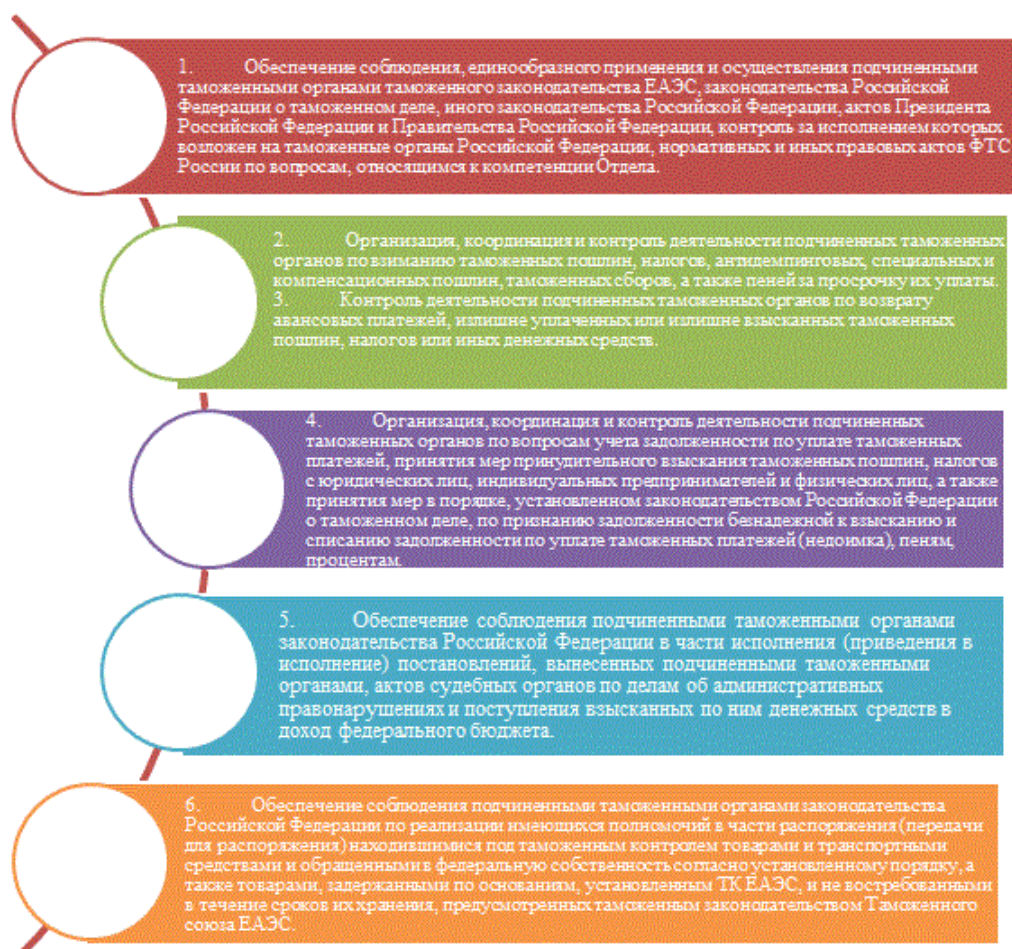 1. Обеспечение соблюдения, единообразного применения и осуществления подчиненными
таможенными органами таможенного законодательства ЕАЭС, законодательства Российской
Федерации о таможенном деле, иного законодательства Российской Федерации, актов Президента
Российской Федерации и Правительства Российской Федерации, контроль за исполнением которых
возложен на таможенные органы Российской Федерации, нормативных и иных правовых актов ФТС
России по вопросам, относящимся к компетенции Отдела.
2. Организация, координация и контроль деятельности подчиненных таможенных
органов по взиманию таможенных пошлин, налогов, антидемпинговых, специальных и
компенсационных пошлин, таможенных сборов, а также пеней за просрочку их уплаты.
3. Контроль деятельности подчиненных таможенных органов по возврату
авансовых платежей, излишне уплаченных или излишне взысканных таможенных
пошлин, налогов или иных денежных средств.
4. Организация, координация и контроль деятельности подчиненных
таможенных органов по вопросам учета задолженности по уплате таможенных
платежей, принятия мер принудительного взыскания таможенных пошлин, налогов
с юридических лиц, индивидуальных предпринимателей и физических лиц, а также
принятия мер в порядке, установленном законодательством Российской Федерации
о таможенном деле, по признанию задолженности безнадежной к взысканию и
списанию задолженности по уплате таможенных платежей (недоимка), пеням,
процентам.
5. Обеспечение соблюдения подчиненными таможенными органами
законодательства Российской Федерации в части исполнения (приведения в
исполнение) постановлений, вынесенных подчиненными таможенными
органами, актов судебных органов по делам об административных
правонарушениях и поступления взысканных по ним денежных средств в
доход федерального бюджета.
6. Обеспечение соблюдения подчиненными таможенными органами законодательства
Российской Федерации по реализации имеющихся полномочий в части распоряжения (передачи
для распоряжения) находившимися под таможенным контролем товарами и транспортными
средствами и обращенными в федеральную собственность согласно установленному порядку, а
также товарами, задержанными по основаниям, установленным ТК ЕАЭС, и не востребованными
в течение сроков их хранения, предусмотренных таможенным законодательством Таможенного
союза ЕАЭС.